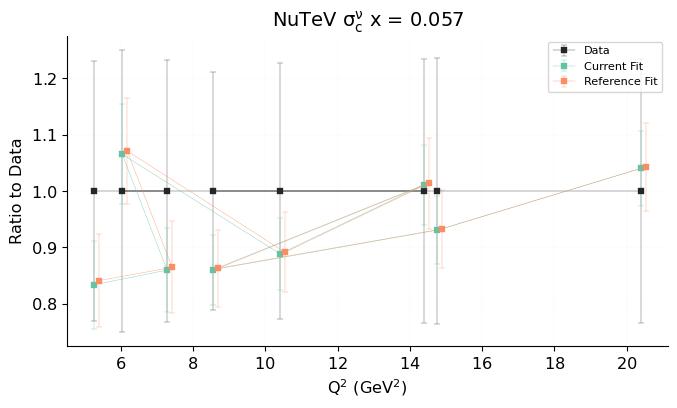 NuTeV σ_c^ν x = 0.057
Data
Current Fit
Reference Fit
Ratio to Data
1.2
1.1
1.0
0.9
0.8
6 8 10 12 14 16 18 20
Q² (GeV²)